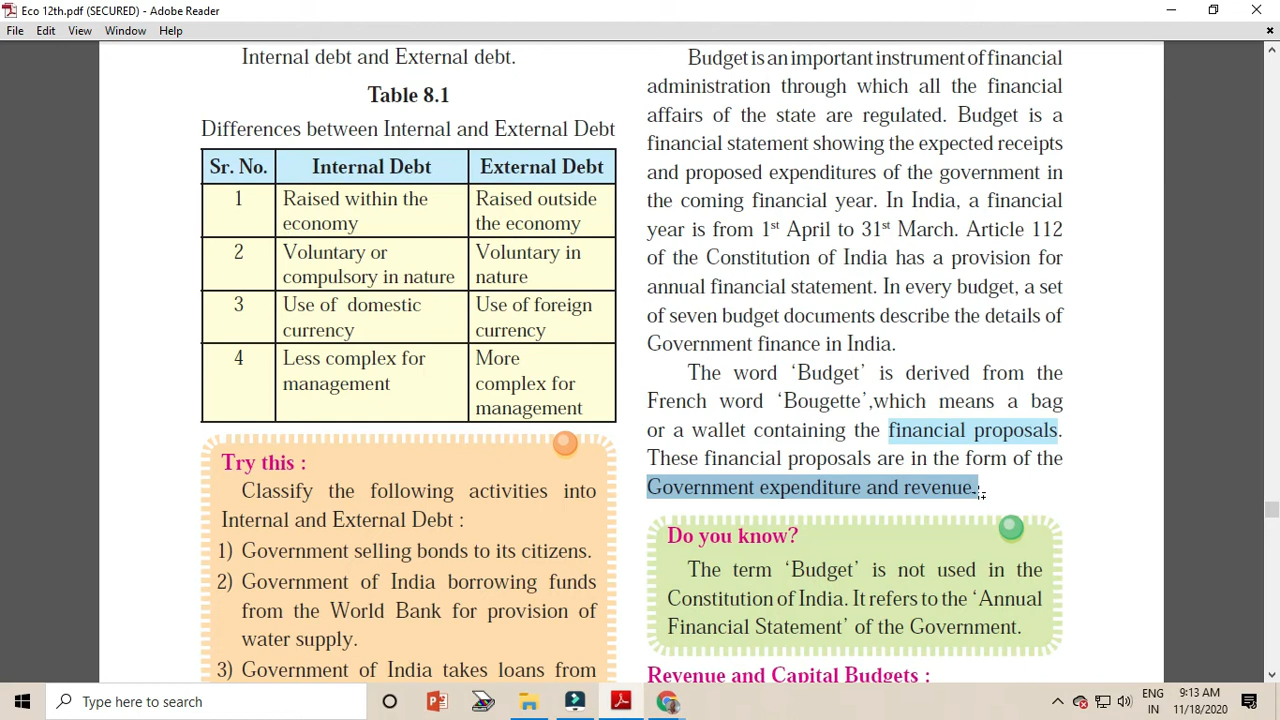 Eco 12th.pdf (SECURED) - Adobe Reader
File Edit View Window Help
Internal debt and External debt.
Table 8.1
Differences between Internal and External Debt
Sr. No. Internal Debt External Debt
1 Raised within the economy Raised outside the economy
2 Voluntary or compulsory in nature Voluntary in nature
3 Use of domestic currency Use of foreign currency
4 Less complex for management More complex for management
Try this :
Classify the following activities into
Internal and External Debt :
1) Government selling bonds to its citizens.
2) Government of India borrowing funds
from the World Bank for provision of
water supply.
3) Government of India takes loans from
Budget is an important instrument of financial
administration through which all the financial
affairs of the state are regulated. Budget is a
financial statement showing the expected receipts
and proposed expenditures of the government in
the coming financial year. In India, a financial
year is from 1st April to 31st March. Article 112
of the Constitution of India has a provision for
annual financial statement. In every budget, a set
of seven budget documents describe the details of
Government finance in India.
The word ‘Budget’ is derived from the
French word ‘Bougette’,which means a bag
or a wallet containing the financial proposals.
These financial proposals are in the form of the
Government expenditure and revenue.
Do you know?
The term ‘Budget’ is not used in the
Constitution of India. It refers to the ‘Annual
Financial Statement’ of the Government.
Revenue and Capital Budgets :
Type here to search
ENG
IN
9:13 AM
11/18/2020